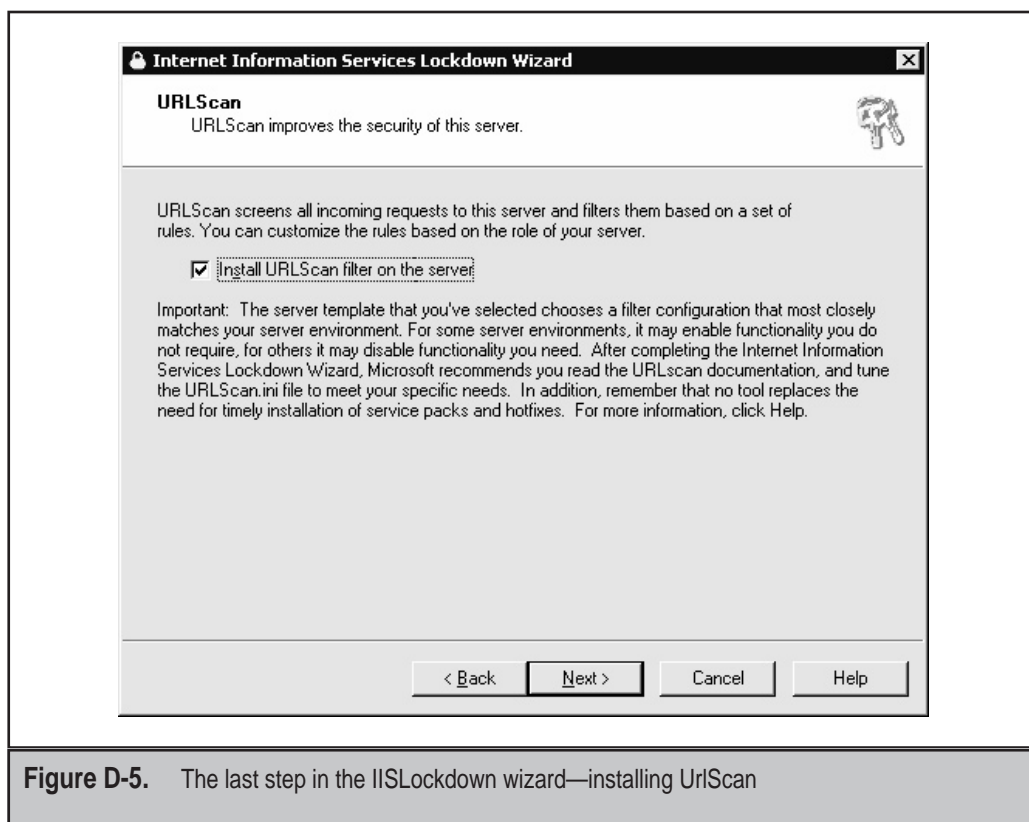 Internet Information Services Lockdown Wizard
URLScan
URLScan improves the security of this server.
URLScan screens all incoming requests to this server and filters them based on a set of
rules. You can customize the rules based on the role of your server.
Install URLScan filter on the server
Important:  The server template that you've selected chooses a filter configuration that most closely
matches your server environment. For some server environments, it may enable functionality you do
not require, for others it may disable functionality you need.  After completing the Internet Information
Services Lockdown Wizard, Microsoft recommends you read the URLscan documentation, and tune
the URLScan.ini file to meet your specific needs.  In addition, remember that no tool replaces the
need for timely installation of service packs and hotfixes.  For more information, click Help.
< Back Next > Cancel Help
Figure D-5. The last step in the IISLockdown wizard—installing UrlScan